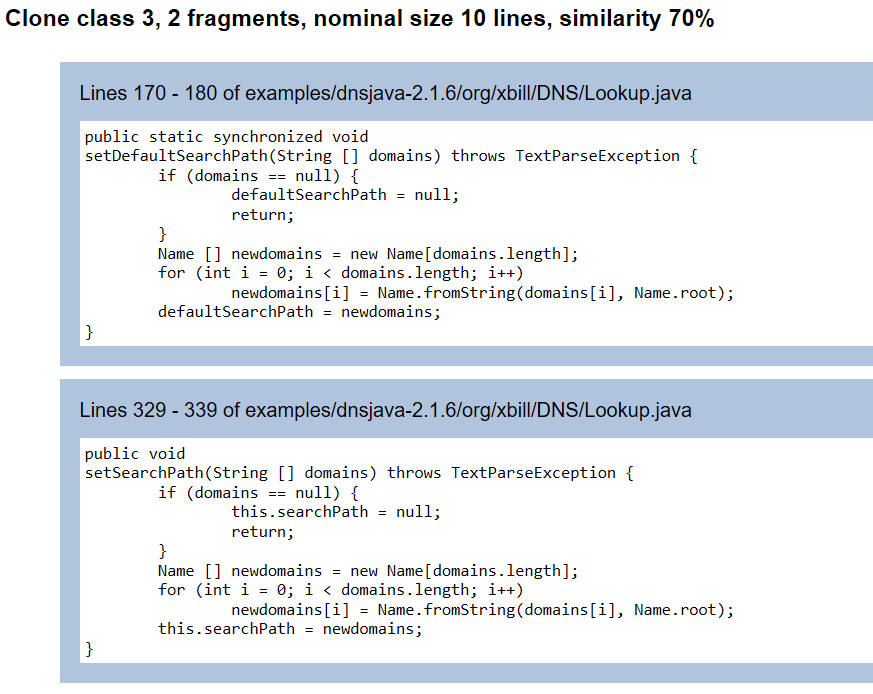 Clone class 3, 2 fragments, nominal size 10 lines, similarity 70%
Lines 170 - 180 of examples/dnsjava-2.1.6/org/xbill/DNS/Lookup.java
public static synchronized void
setDefaultSearchPath(String [] domains) throws TextParseException {
        if (domains == null) {
                defaultSearchPath = null;
                return;
        }
        Name [] newdomains = new Name[domains.length];
        for (int i = 0; i < domains.length; i++)
                newdomains[i] = Name.fromString(domains[i], Name.root);
        defaultSearchPath = newdomains;
}
Lines 329 - 339 of examples/dnsjava-2.1.6/org/xbill/DNS/Lookup.java
public void
setSearchPath(String [] domains) throws TextParseException {
        if (domains == null) {
                this.searchPath = null;
                return;
        }
        Name [] newdomains = new Name[domains.length];
        for (int i = 0; i < domains.length; i++)
                newdomains[i] = Name.fromString(domains[i], Name.root);
        this.searchPath = newdomains;
}